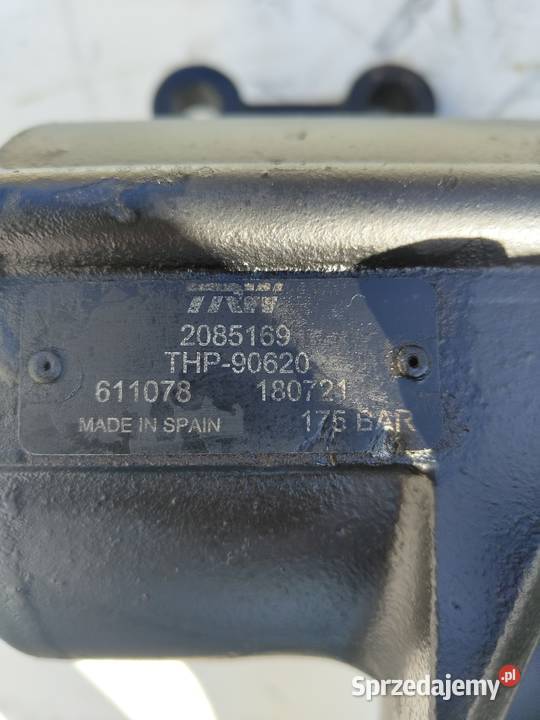 TRW
2085169
THP-90620
611078 180721
MADE IN SPAIN 175 BAR
Sprzedajemy.pl